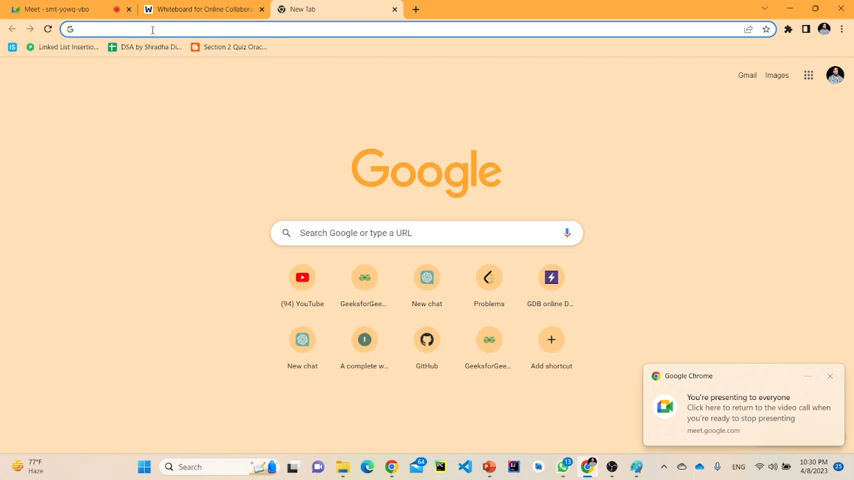 Meet - smt-yowg-vbo
Whiteboard for Online Collabora
New Tab
Linked List Insertio...
DSA by Shradha Di...
Section 2 Quiz Orac...
Gmail
Images
Google
Search Google or type a URL
(94) YouTube
GeeksforGee...
New chat
Problems
GDB online D...
New chat
A complete w...
GitHub
GeeksforGee...
Add shortcut
Google Chrome
You're presenting to everyone
Click here to return to the video call when
you're ready to stop presenting
meet.google.com
77°F
Haze
Search
64
13
ENG
10:30 PM
4/8/2023
25